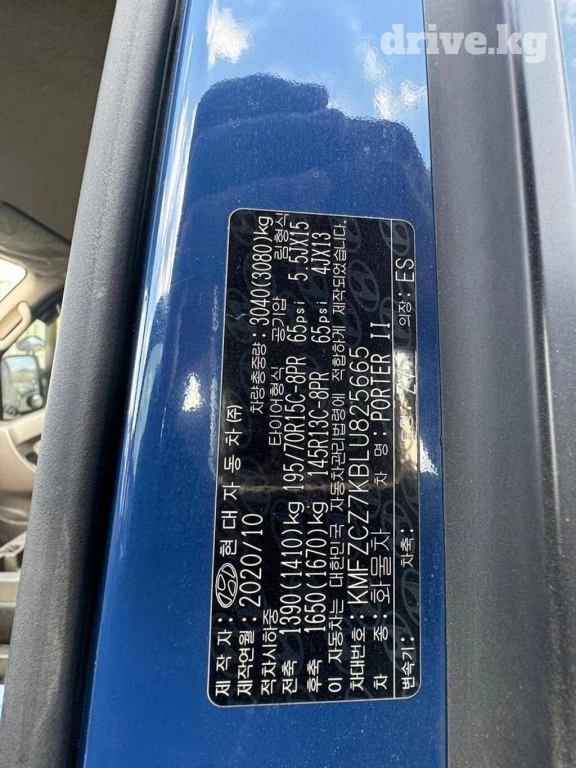 drive.kg
제 작 자 : 현 대 자 동 차 (주)
제작연월 : 2020/10 차량총중량 : 3040(3080)kg
적차시하중 타이어형식 공기압 림형식
전축 1390(1410)kg 195/70R15C-8PR 65psi 5.5JX15
후축 1650(1670)kg 145R13C-8PR 65psi 4JX13
이 자동차는 대한민국 자동차관리법령에 적합하게 제작되었습니다.
차대번호 : KMFZCZ7KBLU825665
차 종 : 화물차 차 명 : PORTER II
변속기 : 차축 : 의장 : ES